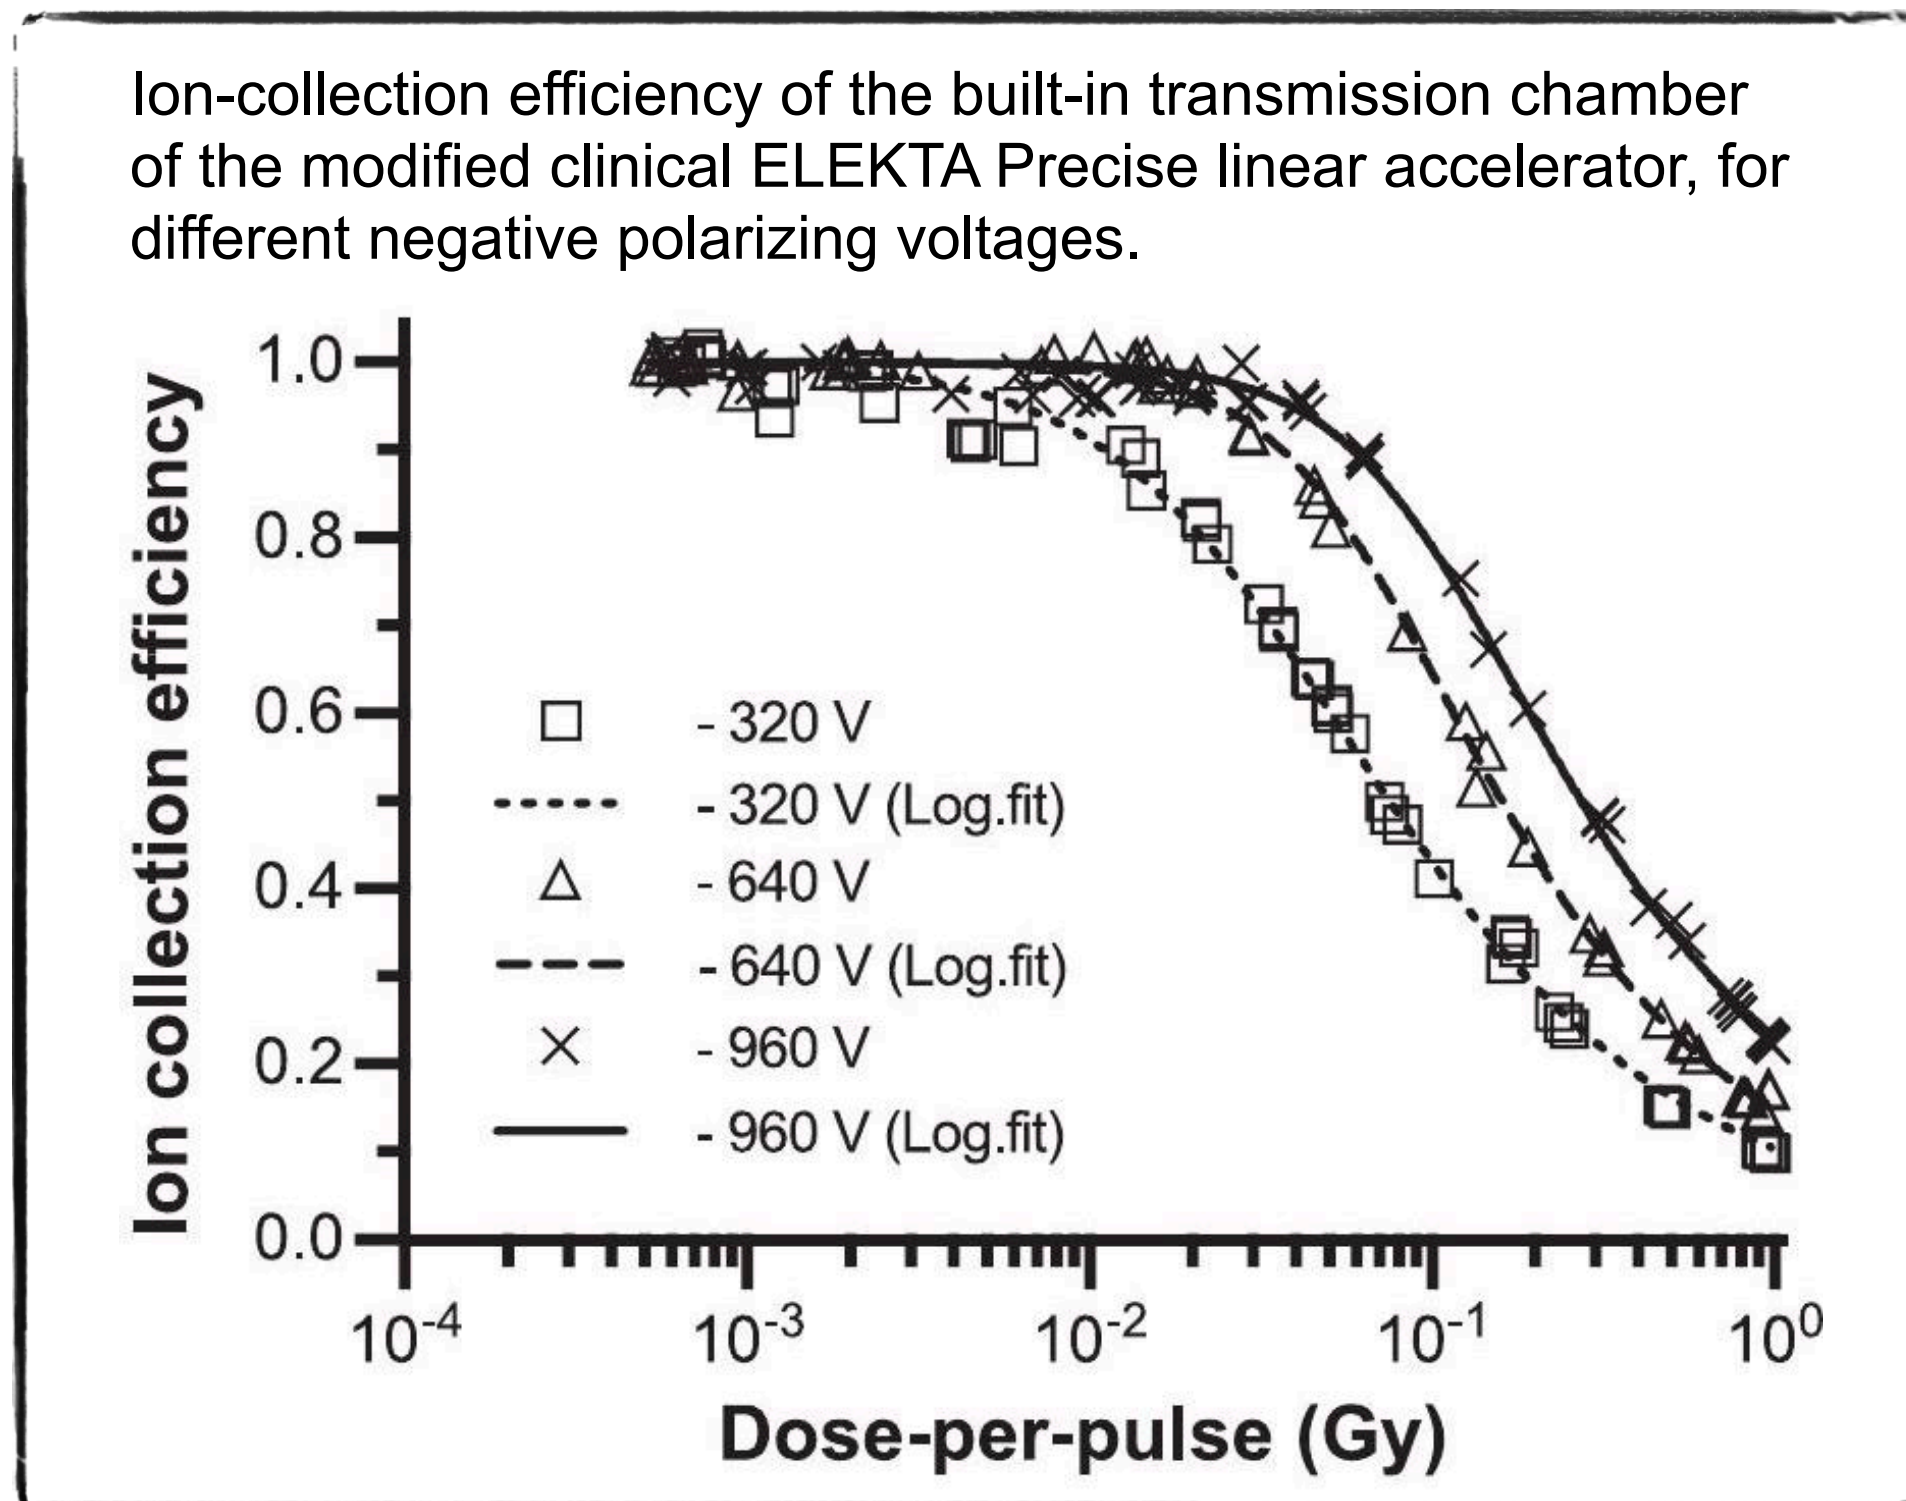 Ion-collection efficiency of the built-in transmission chamber
of the modified clinical ELEKTA Precise linear accelerator, for
different negative polarizing voltages.
Ion collection efficiency
1.0
0.8
0.6
0.4
0.2
0.0
- 320 V
- 320 V (Log.fit)
- 640 V
- 640 V (Log.fit)
- 960 V
- 960 V (Log.fit)
10⁻⁴ 10⁻³ 10⁻² 10⁻¹ 10⁰
Dose-per-pulse (Gy)